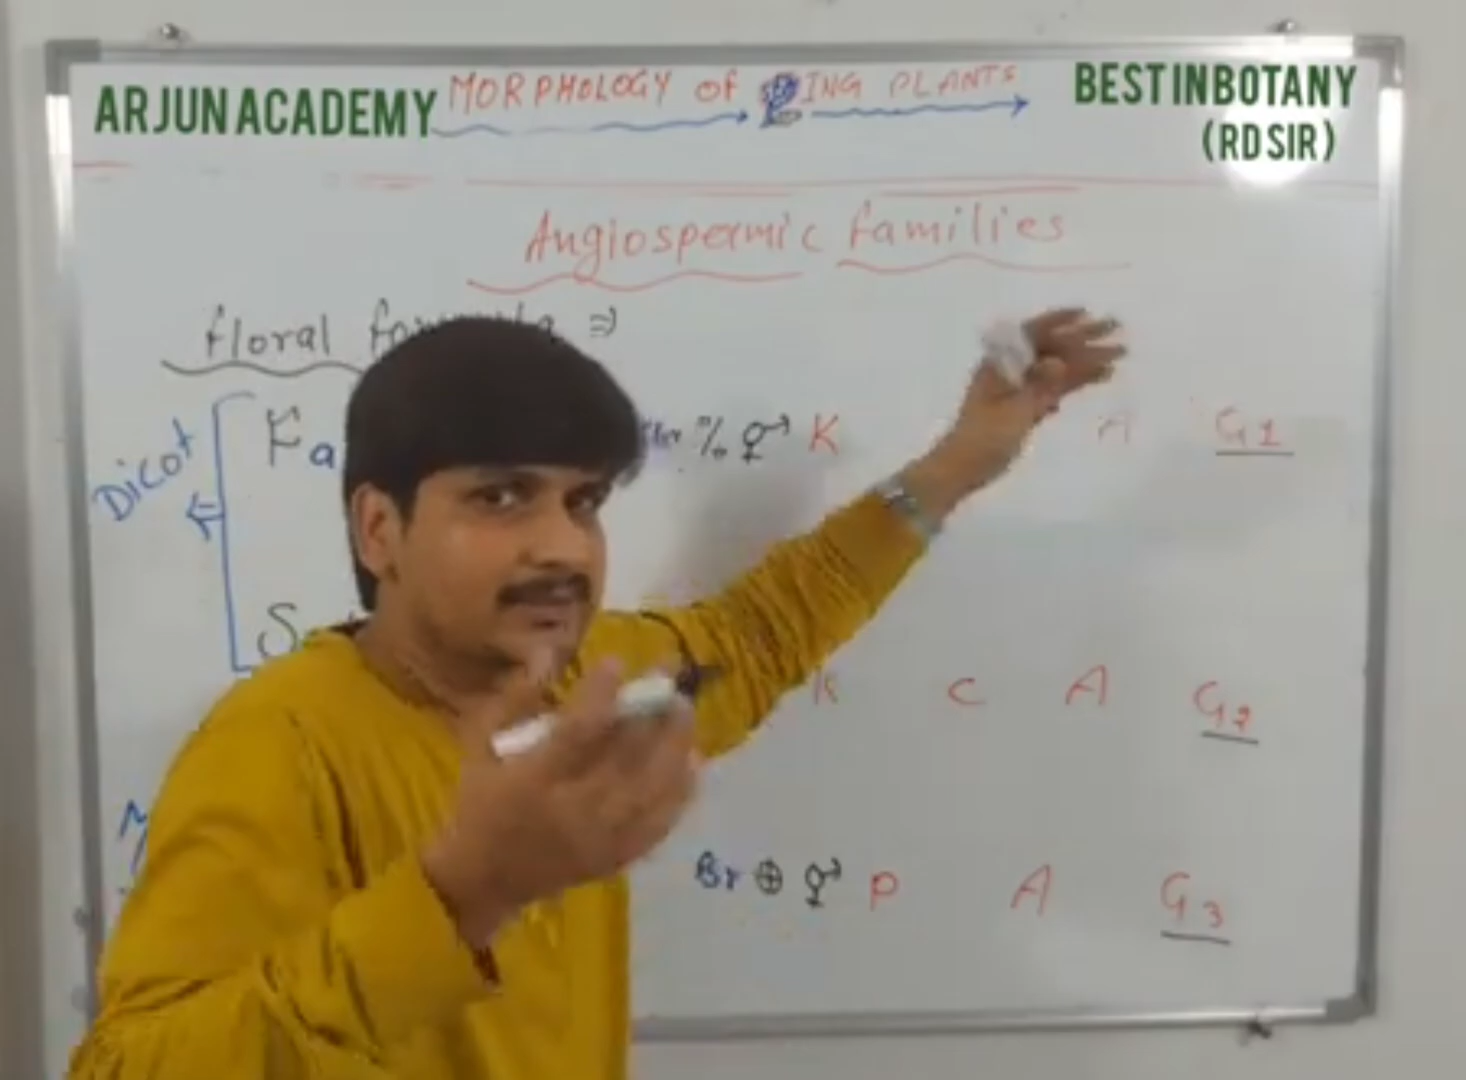 ARJUN ACADEMY MORPHOLOGY OF ING PLANTS BEST IN BOTANY
(RD SIR)
Angiospermic families
floral ⇒
Dicot
Fa % ⚥ K A G1
K C A G2
Br ⊕ ⚥ P A G3